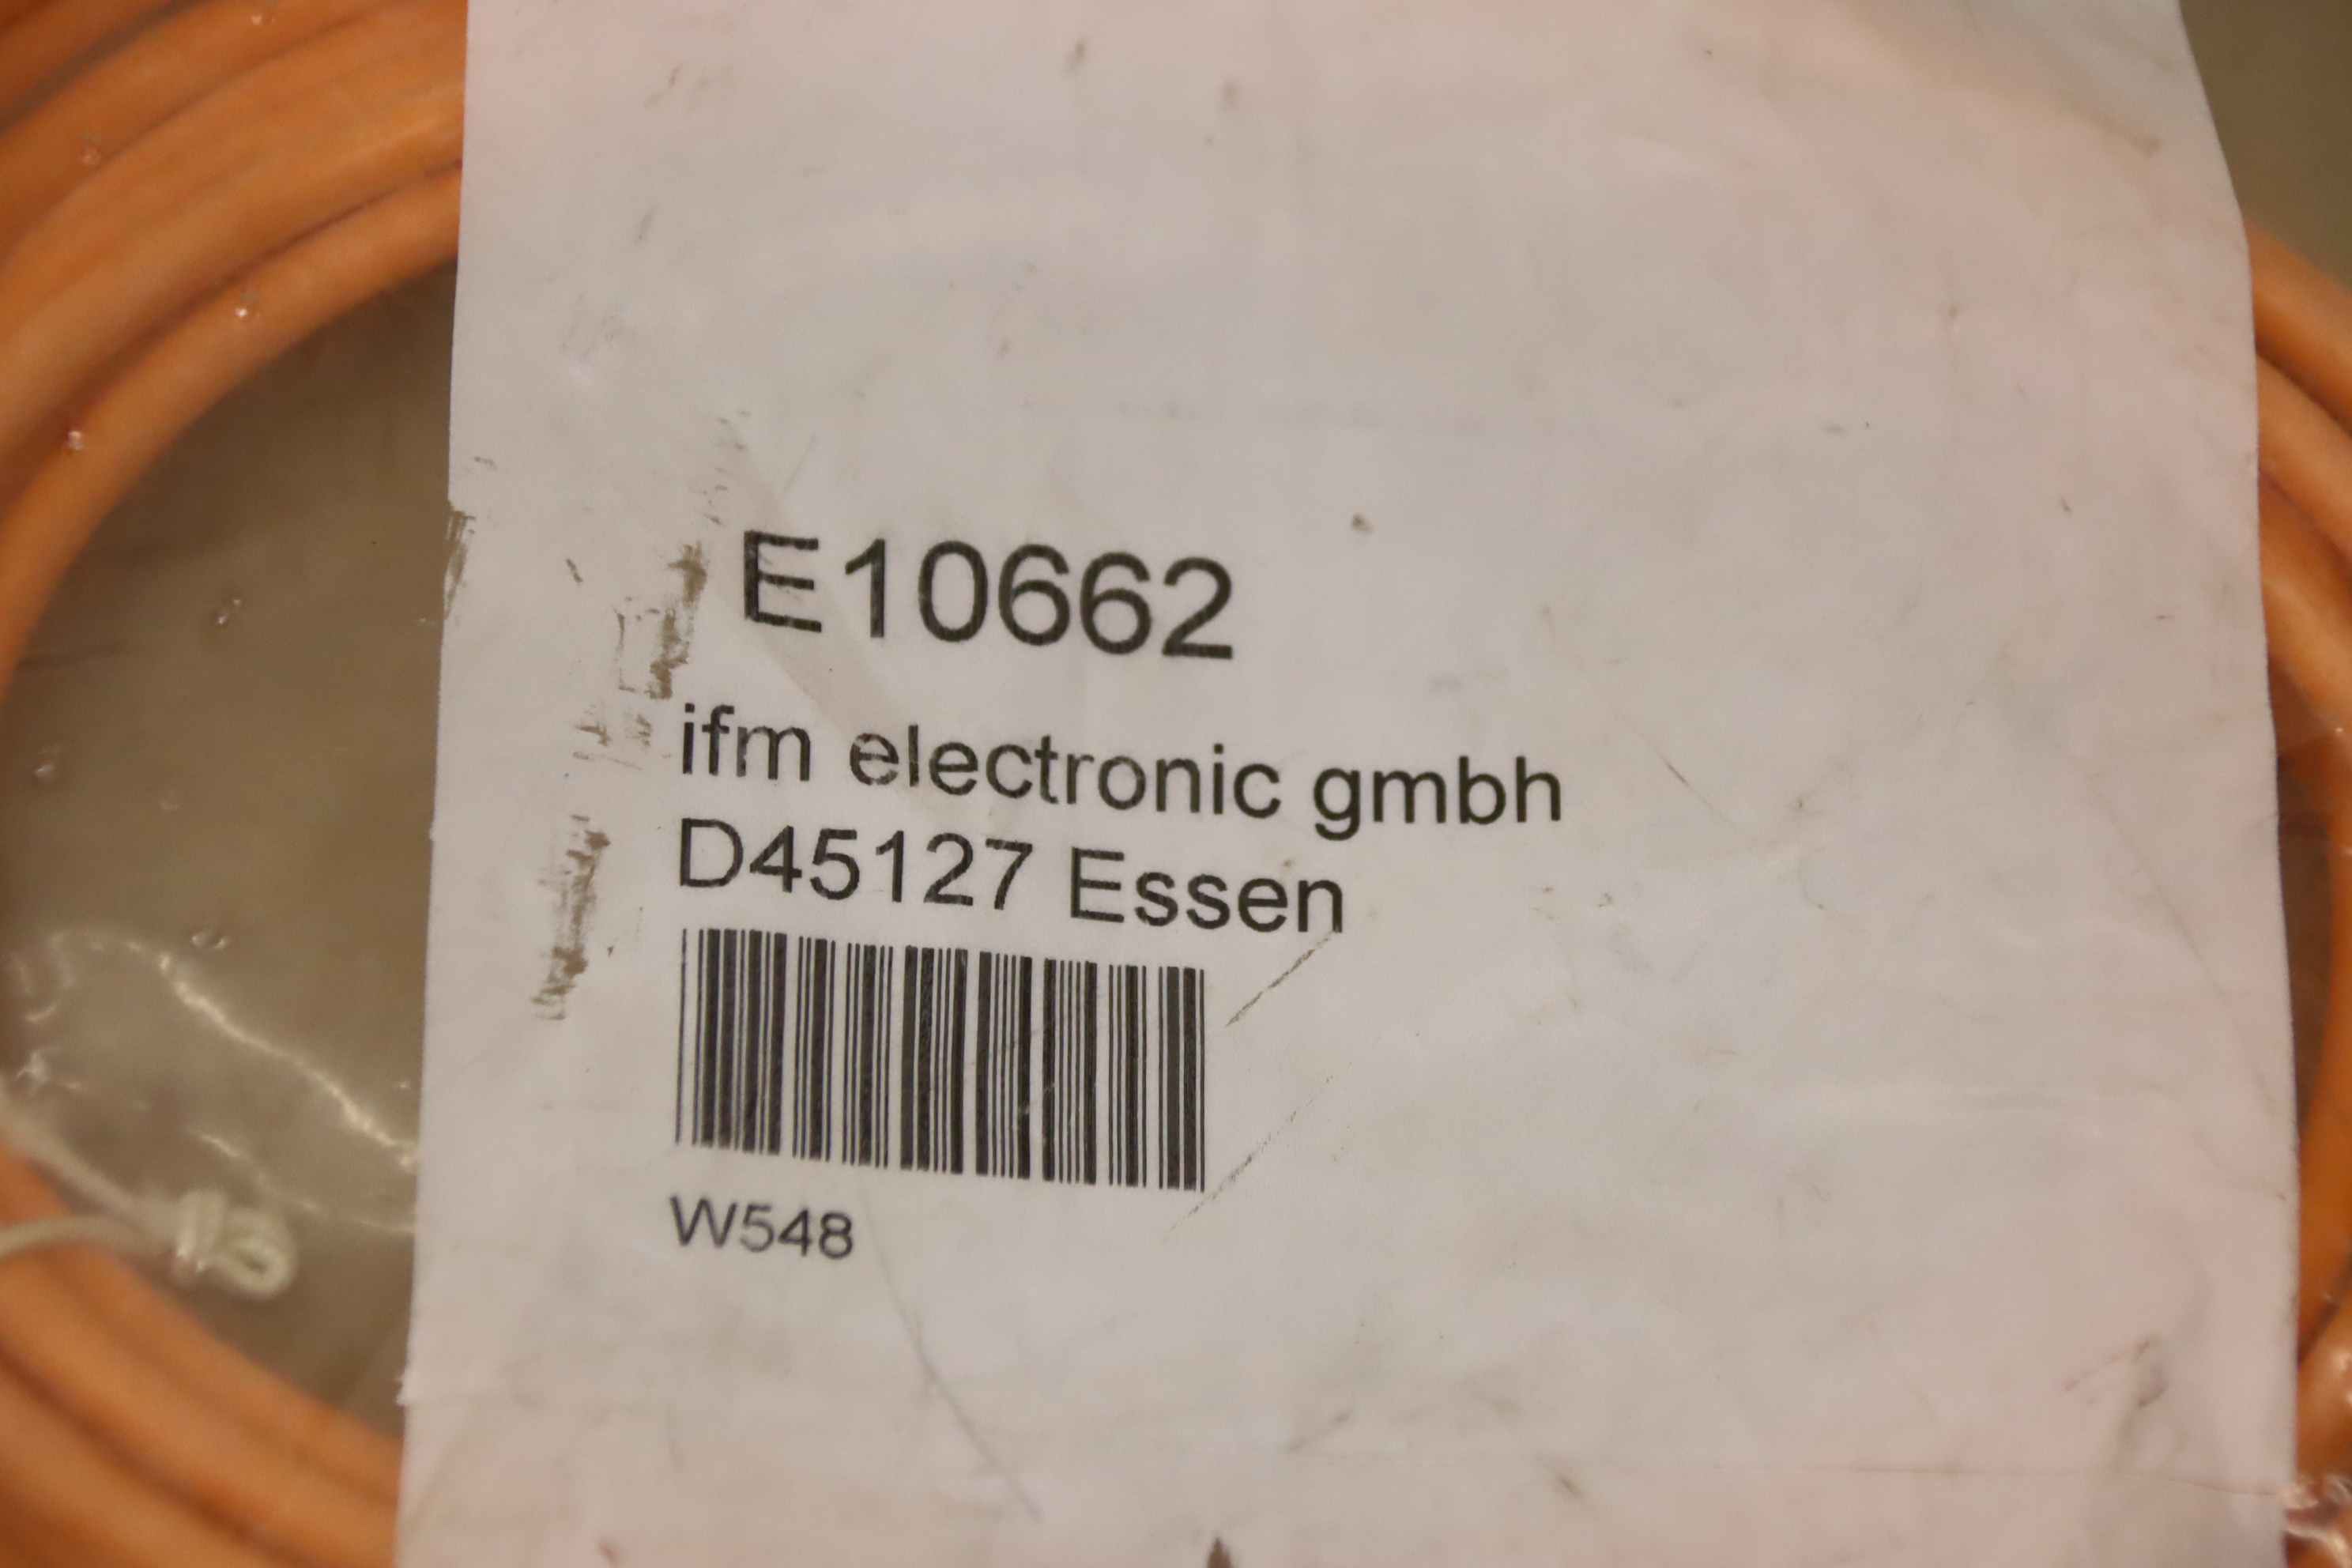 E10662
ifm electronic gmbh
D45127 Essen
W548